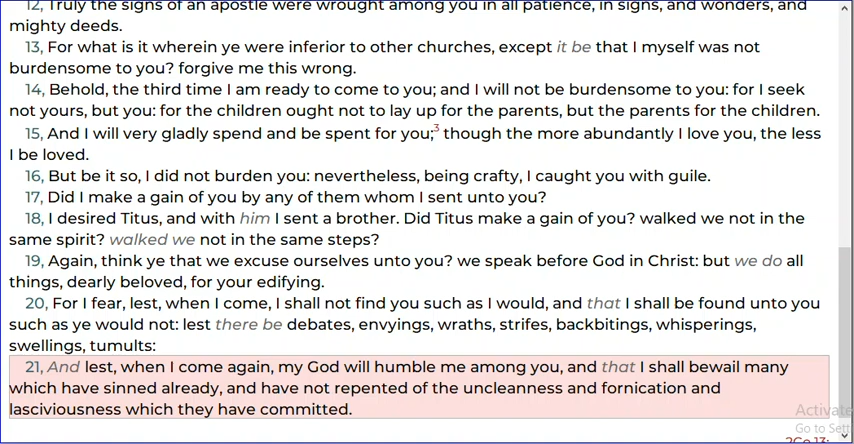 12, Truly the signs of an apostle were wrought among you in all patience, in signs, and wonders, and
mighty deeds.
13, For what is it wherein ye were inferior to other churches, except it be that I myself was not
burdensome to you? forgive me this wrong.
14, Behold, the third time I am ready to come to you; and I will not be burdensome to you: for I seek
not yours, but you: for the children ought not to lay up for the parents, but the parents for the children.
15, And I will very gladly spend and be spent for you;3 though the more abundantly I love you, the less
I be loved.
16, But be it so, I did not burden you: nevertheless, being crafty, I caught you with guile.
17, Did I make a gain of you by any of them whom I sent unto you?
18, I desired Titus, and with him I sent a brother. Did Titus make a gain of you? walked we not in the
same spirit? walked we not in the same steps?
19, Again, think ye that we excuse ourselves unto you? we speak before God in Christ: but we do all
things, dearly beloved, for your edifying.
20, For I fear, lest, when I come, I shall not find you such as I would, and that I shall be found unto you
such as ye would not: lest there be debates, envyings, wraths, strifes, backbitings, whisperings,
swellings, tumults:
21, And lest, when I come again, my God will humble me among you, and that I shall bewail many
which have sinned already, and have not repented of the uncleanness and fornication and
lasciviousness which they have committed.
Activate
Go to Sett